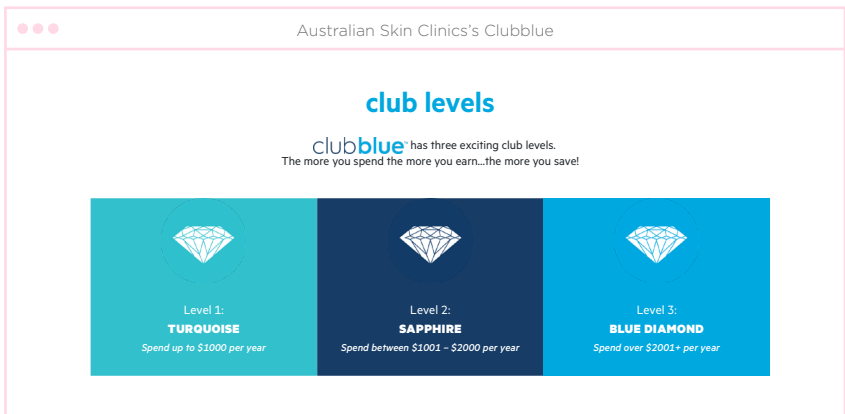 Australian Skin Clinics's Clubblue
club levels
clubblue™ has three exciting club levels.
The more you spend the more you earn...the more you save!
Level 1:
TURQUOISE
Spend up to $1000 per year
Level 2:
SAPPHIRE
Spend between $1001 – $2000 per year
Level 3:
BLUE DIAMOND
Spend over $2001+ per year